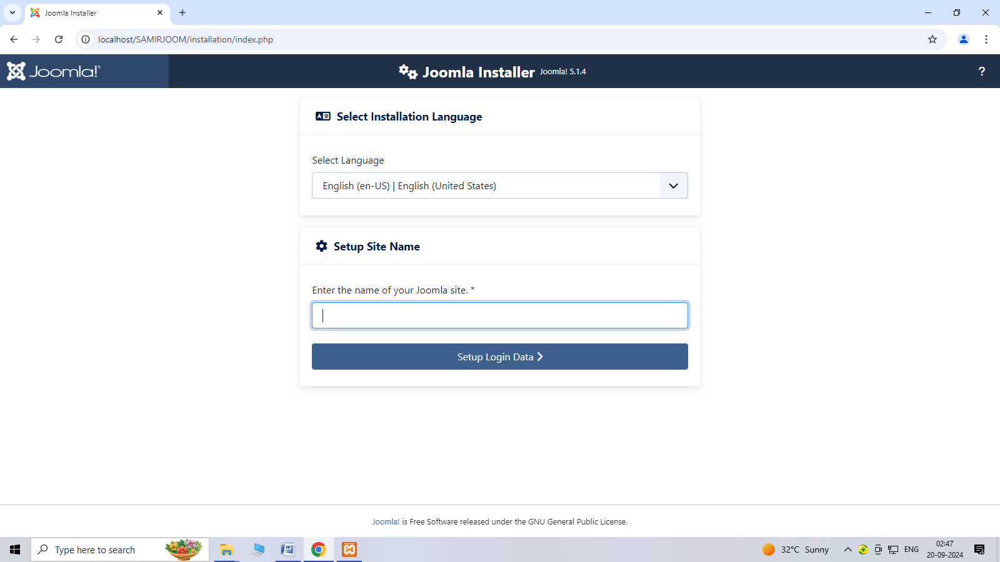 Joomla Installer
localhost/SAMIRJOOM/installation/index.php
Joomla!®
Joomla Installer Joomla! 5.1.4
?
Select Installation Language
Select Language
English (en-US) | English (United States)
Setup Site Name
Enter the name of your Joomla site. *
Setup Login Data
Joomla! is Free Software released under the GNU General Public License.
Type here to search
32°C Sunny
ENG
02:47
20-09-2024